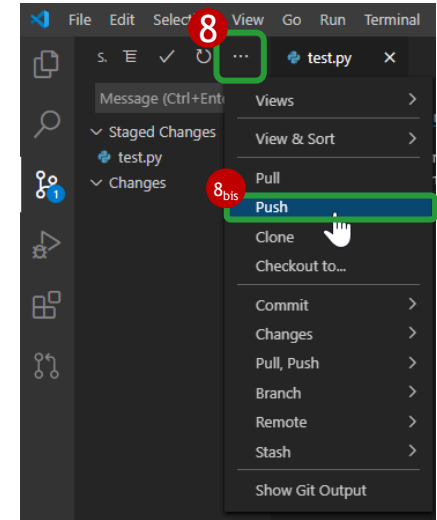 File Edit Select View Go Run Terminal
8
S. test.py
Message (Ctrl+Ente
Views
Staged Changes
View & Sort
test.py
Changes
8bis
Pull
Push
1
Clone
Checkout to...
Commit
Changes
Pull, Push
Branch
Remote
Stash
Show Git Output